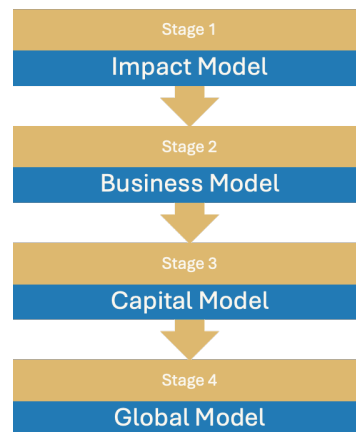 Stage 1
Impact Model
Stage 2
Business Model
Stage 3
Capital Model
Stage 4
Global Model